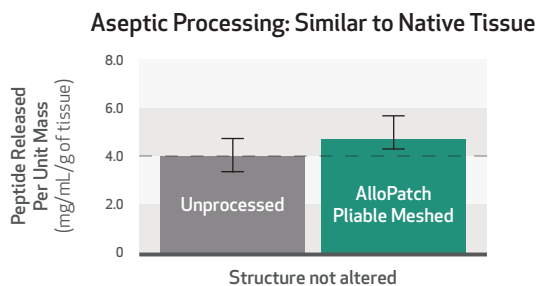 Aseptic Processing: Similar to Native Tissue
Peptide Released
Per Unit Mass
(mg/mL/g of tissue)
8.0
6.0
4.0
2.0
0
Unprocessed
AlloPatch
Pliable Meshed
Structure not altered